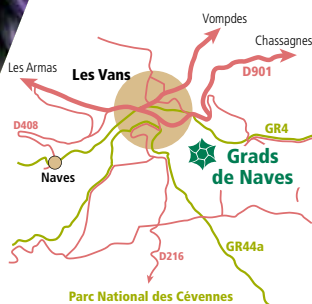 Vompdes
Chassagnes
Les Armas
Les Vans
D901
D408
GR4
Grads
de Naves
Naves
GR44a
D216
Parc National des Cévennes